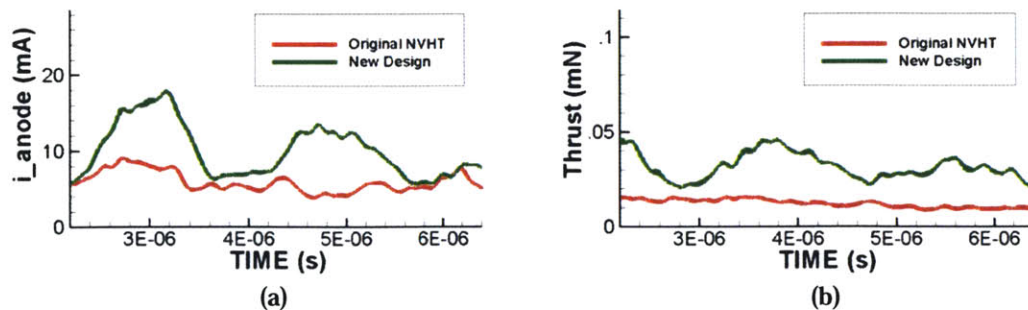 i_anode (mA)
20
10
0
Original NVHT
New Design
3E-06 4E-06 5E-06 6E-06
TIME (s)
(a)
Thrust (mN)
.1
.05
0
Original NVHT
New Design
3E-06 4E-06 5E-06 6E-06
TIME (s)
(b)